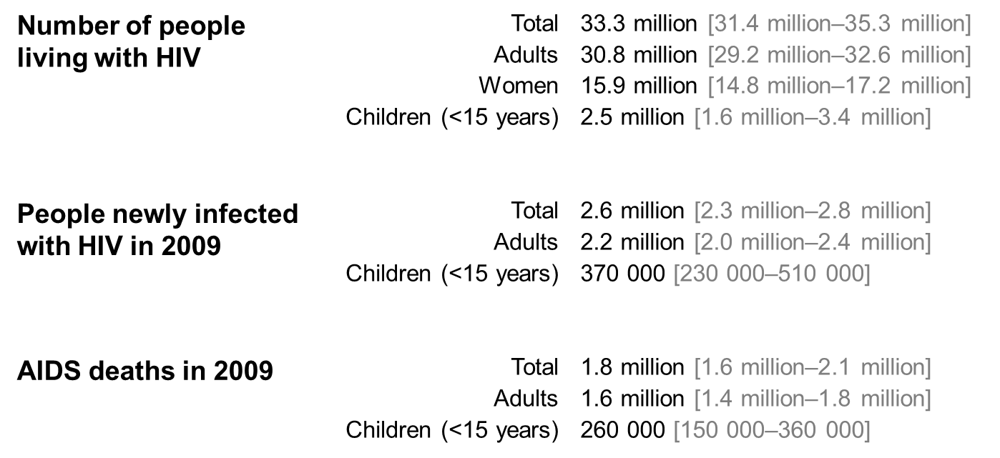 Number of people
living with HIV
Total 33.3 million [31.4 million–35.3 million]
Adults 30.8 million [29.2 million–32.6 million]
Women 15.9 million [14.8 million–17.2 million]
Children (<15 years) 2.5 million [1.6 million–3.4 million]
People newly infected
with HIV in 2009
Total 2.6 million [2.3 million–2.8 million]
Adults 2.2 million [2.0 million–2.4 million]
Children (<15 years) 370 000 [230 000–510 000]
AIDS deaths in 2009
Total 1.8 million [1.6 million–2.1 million]
Adults 1.6 million [1.4 million–1.8 million]
Children (<15 years) 260 000 [150 000–360 000]